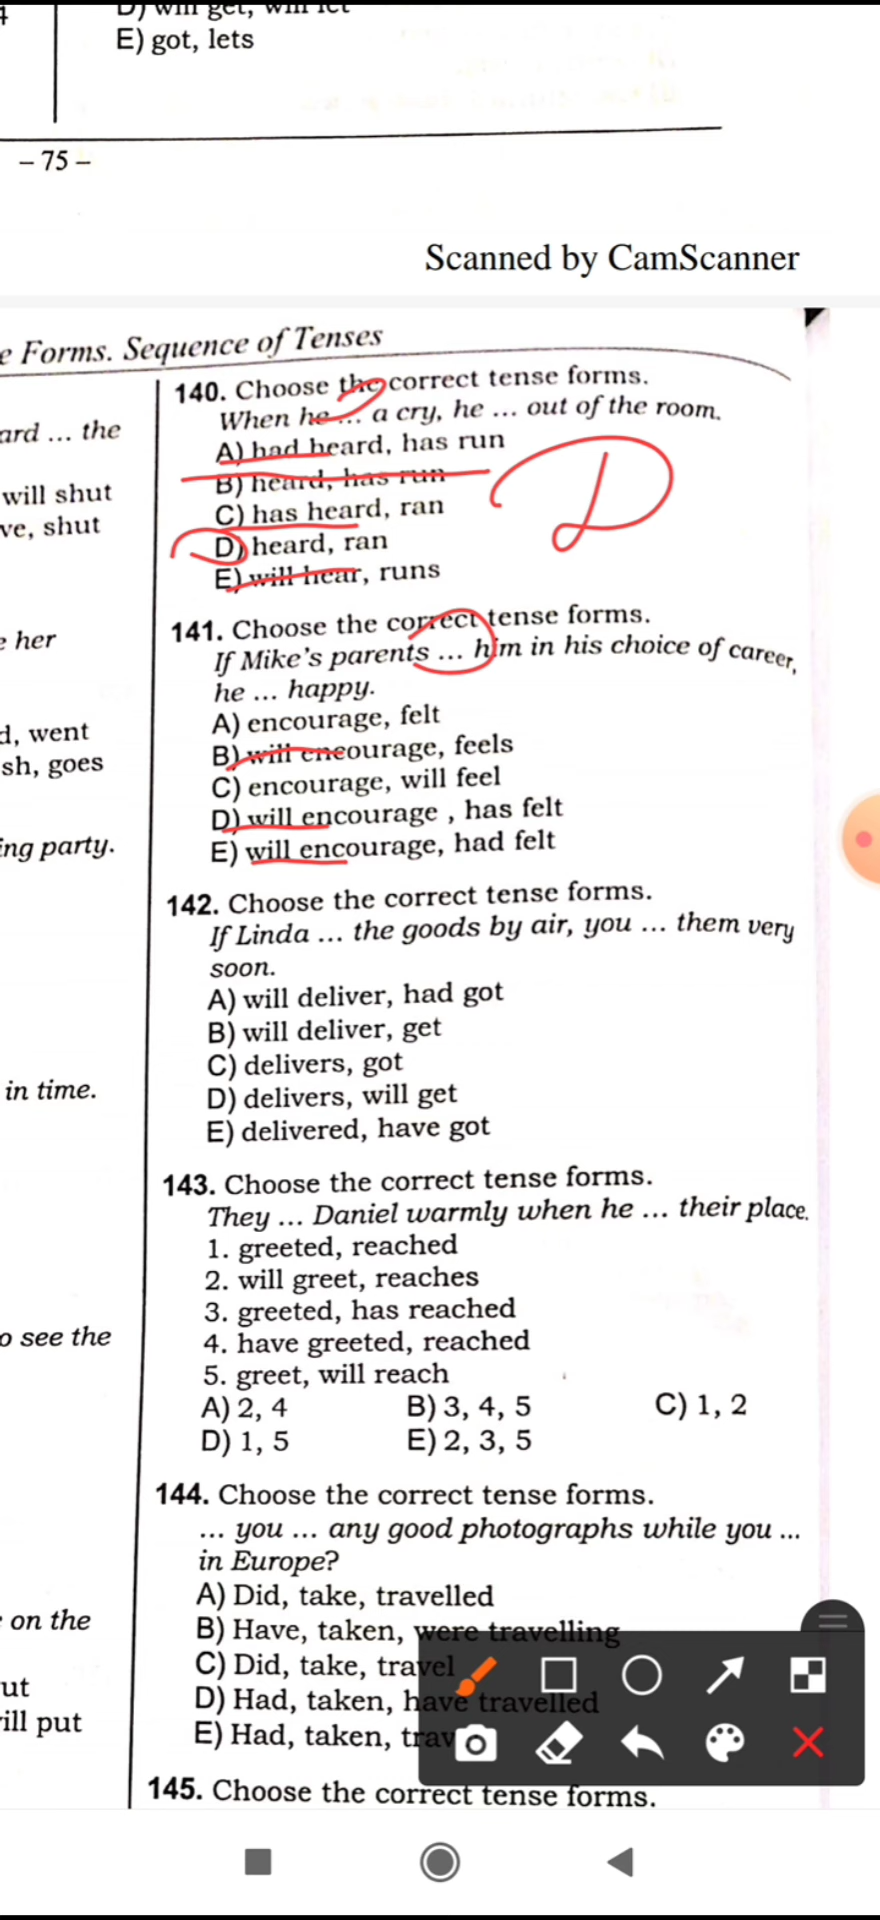 D) will get, will let
E) got, lets
– 75 –
Scanned by CamScanner
e Forms. Sequence of Tenses
ard ... the
will shut
ve, shut
e her
d, went
sh, goes
ing party.
in time.
o see the
on the
ut
ill put
140. Choose the correct tense forms.
When he ... a cry, he ... out of the room.
A) had heard, has run
B) heard, has run
C) has heard, ran
D) heard, ran
E) will hear, runs
D
141. Choose the correct tense forms.
If Mike's parents ... him in his choice of career,
he ... happy.
A) encourage, felt
B) will encourage, feels
C) encourage, will feel
D) will encourage , has felt
E) will encourage, had felt
142. Choose the correct tense forms.
If Linda ... the goods by air, you ... them very
soon.
A) will deliver, had got
B) will deliver, get
C) delivers, got
D) delivers, will get
E) delivered, have got
143. Choose the correct tense forms.
They ... Daniel warmly when he ... their place.
1. greeted, reached
2. will greet, reaches
3. greeted, has reached
4. have greeted, reached
5. greet, will reach
A) 2, 4 B) 3, 4, 5 C) 1, 2
D) 1, 5 E) 2, 3, 5
144. Choose the correct tense forms.
... you ... any good photographs while you ...
in Europe?
A) Did, take, travelled
B) Have, taken, were travelling
C) Did, take, travel
D) Had, taken, have travelled
E) Had, taken, trav
145. Choose the correct tense forms.